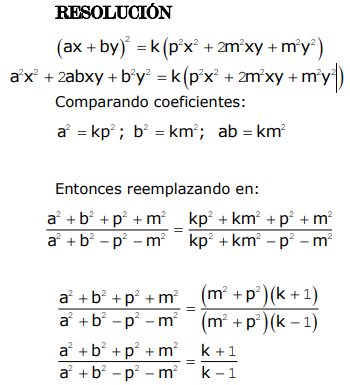 RESOLUCIÓN
(ax + by)² = k(p²x² + 2m²xy + m²y²)
a²x² + 2abxy + b²y² = k(p²x² + 2m²xy + m²y²)
Comparando coeficientes:
a² = kp² ; b² = km² ; ab = km²
Entonces reemplazando en:
(a² + b² + p² + m²)/(a² + b² − p² − m²) = (kp² + km² + p² + m²)/(kp² + km² − p² − m²)
(a² + b² + p² + m²)/(a² + b² − p² − m²) = (m² + p²)(k + 1)/(m² + p²)(k − 1)
(a² + b² + p² + m²)/(a² + b² − p² − m²) = (k + 1)/(k − 1)